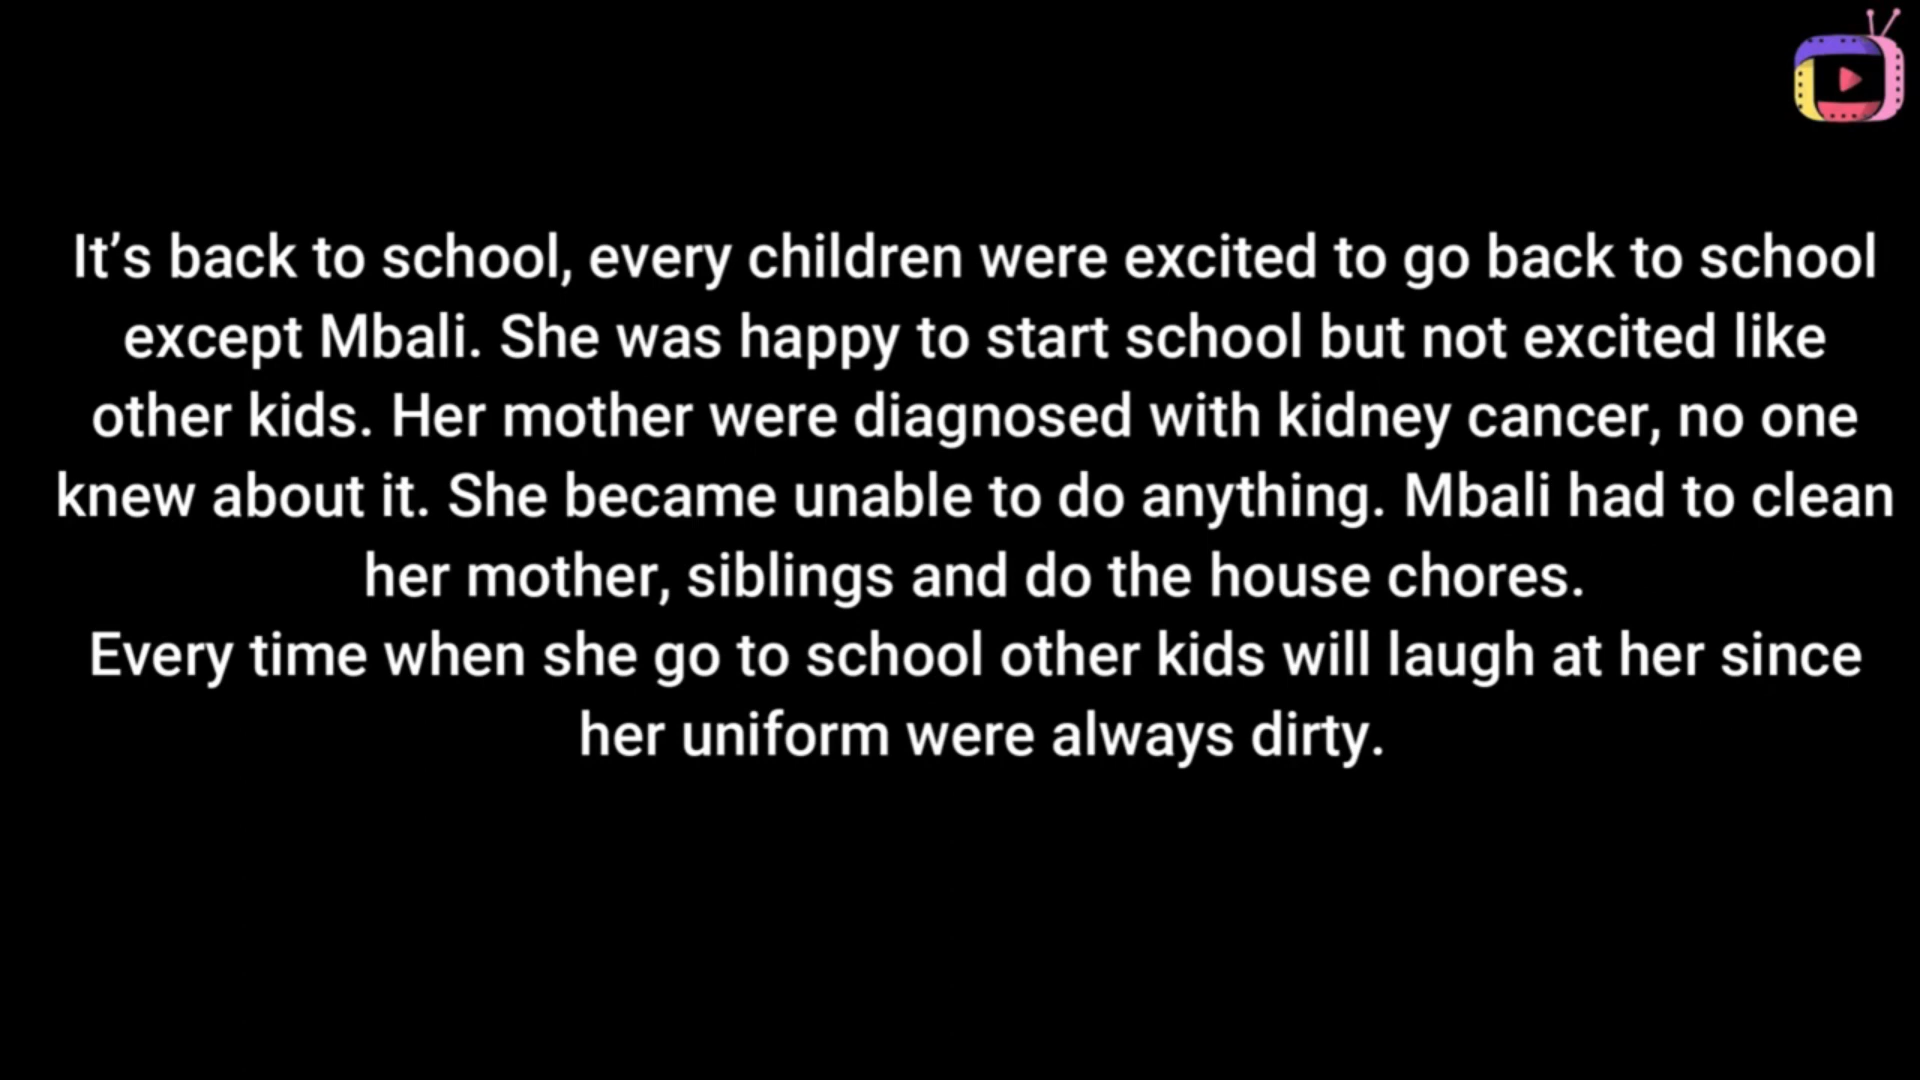 It’s back to school, every children were excited to go back to school
except Mbali. She was happy to start school but not excited like
other kids. Her mother were diagnosed with kidney cancer, no one
knew about it. She became unable to do anything. Mbali had to clean
her mother, siblings and do the house chores.
Every time when she go to school other kids will laugh at her since
her uniform were always dirty.